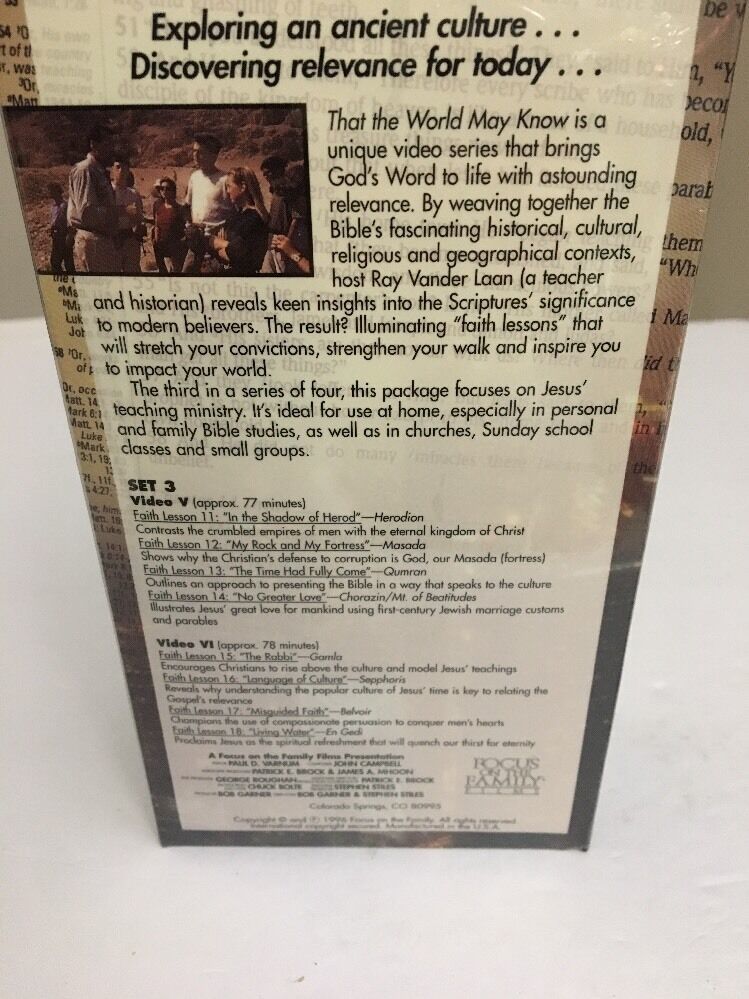 Exploring an ancient culture . . .
Discovering relevance for today . . .
That the World May Know is a
unique video series that brings
God's Word to life with astounding
relevance. By weaving together the
Bible's fascinating historical, cultural,
religious and geographical contexts,
host Ray Vander Laan (a teacher
and historian) reveals keen insights into the Scriptures' significance
to modern believers. The result? Illuminating "faith lessons" that
will stretch your convictions, strengthen your walk and inspire you
to impact your world.
The third in a series of four, this package focuses on Jesus'
teaching ministry. It's ideal for use at home, especially in personal
and family Bible studies, as well as in churches, Sunday school
classes and small groups.
SET 3
Video V (approx. 77 minutes)
Faith Lesson 11: "In the Shadow of Herod"—Herodion
Contrasts the crumbled empires of men with the eternal kingdom of Christ
Faith Lesson 12: "My Rock and My Fortress"—Masada
Shows why the Christian's defense to corruption is God, our Masada (fortress)
Faith Lesson 13: "The Time Had Fully Come"—Qumran
Outlines an approach to presenting the Bible in a way that speaks to the culture
Faith Lesson 14: "No Greater Love"—Chorazin/Mt. of Beatitudes
Illustrates Jesus' great love for mankind using first-century Jewish marriage customs
and parables
Video VI (approx. 78 minutes)
Faith Lesson 15: "The Rabbi"—Gamla
Encourages Christians to rise above the culture and model Jesus' teachings
Faith Lesson 16: "Language of Culture"—Sepphoris
Reveals why understanding the popular culture of Jesus' time is key to relating the
Gospel's relevance
Faith Lesson 17: "Misguided Faith"—Belvoir
Champions the use of compassionate persuasion to conquer men's hearts
Faith Lesson 18: "Living Water"—En Gedi
Proclaims Jesus as the spiritual refreshment that will quench our thirst for eternity
A Focus on the Family Films Presentation
PAUL D. VARNUM JOHN CAMPBELL
PATRICK E. BROCK & JAMES A. MHOON
GEORGE ROUGHAN PATRICK E. BROCK
CHUCK BOLTE STEPHEN STILES
BOB GARNER BOB GARNER & STEPHEN STILES
Colorado Springs, CO 80995
Copyright © and ℗ 1996 Focus on the Family. All rights reserved
International copyright secured. Manufactured in the U.S.A.
FOCUS
ON THE
FAMILY
FILMS